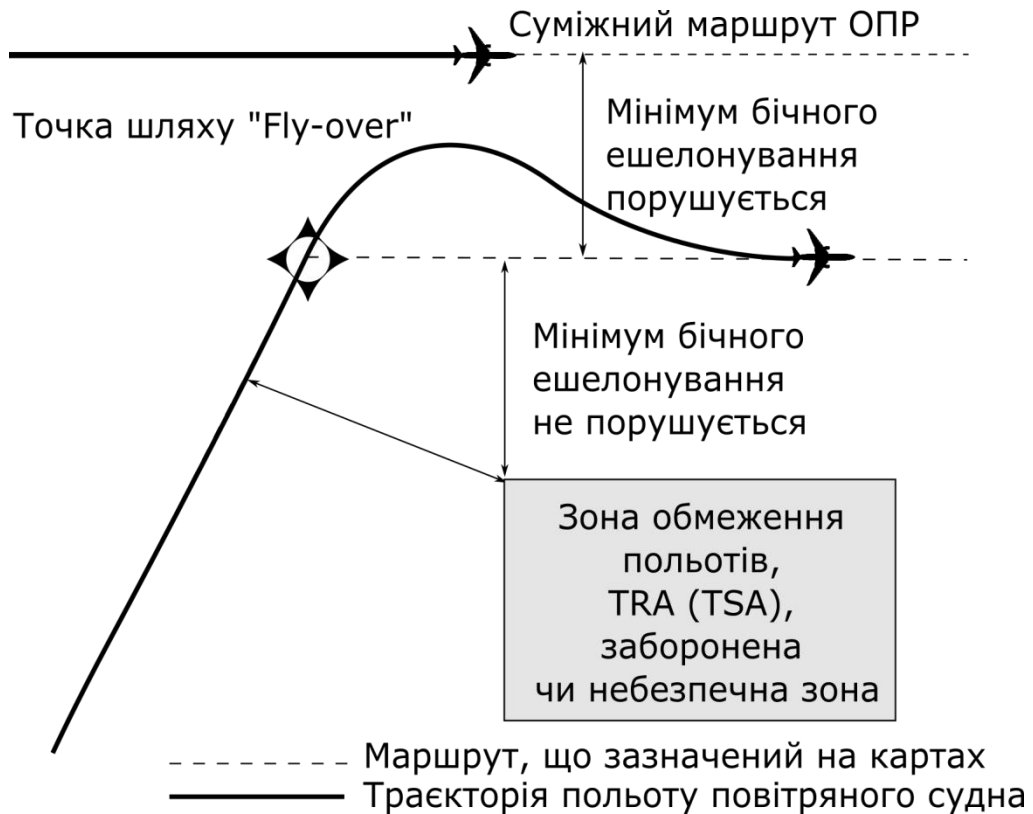 Суміжний маршрут ОПР
Точка шляху "Fly-over"
Мінімум бічного
ешелонування
порушується
Мінімум бічного
ешелонування
не порушується
Зона обмеження
польотів,
TRA (TSA),
заборонена
чи небезпечна зона
Маршрут, що зазначений на картах
Траєкторія польоту повітряного судна